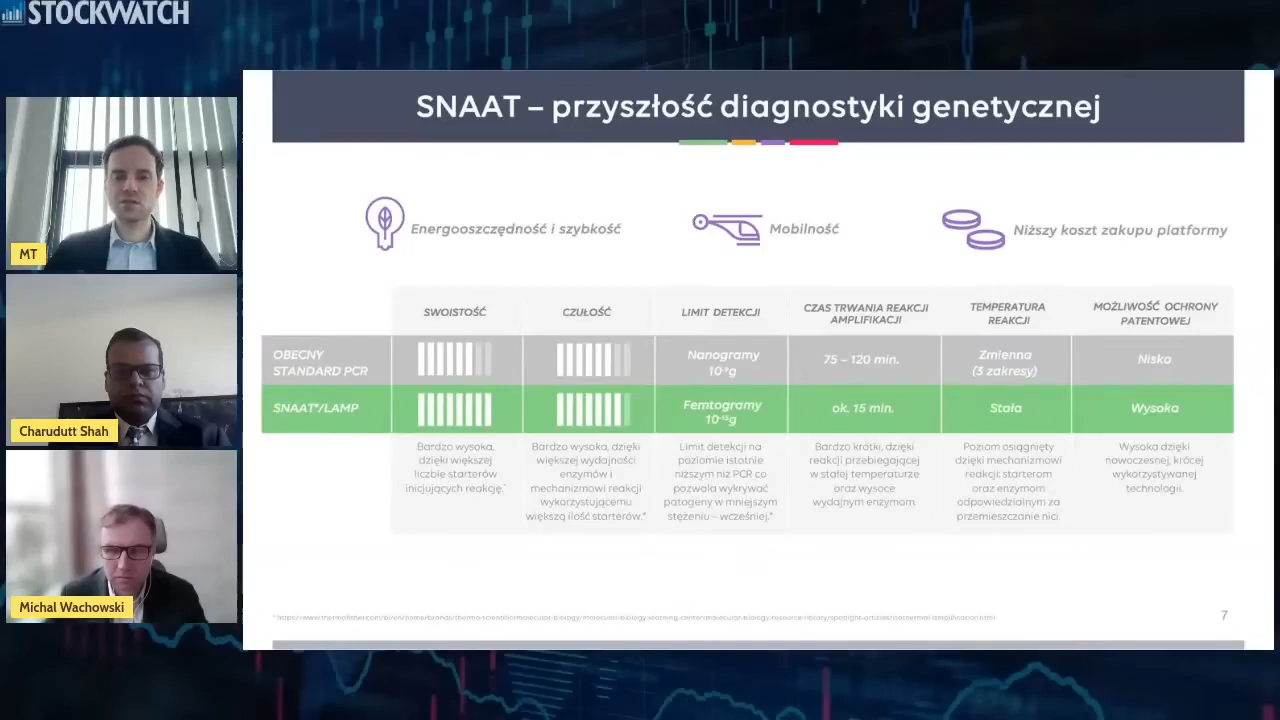 STOCKWATCH
SNAAT – przyszłość diagnostyki genetycznej
Energooszczędność i szybkość
Mobilność
Niższy koszt zakupu platformy
MT
Charudutt Shah
Michal Wachowski
SWOISTOŚĆ
CZUŁOŚĆ
LIMIT DETEKCJI
CZAS TRWANIA REAKCJI
AMPLIFIKACJI
TEMPERATURA
REAKCJI
MOŻLIWOŚĆ OCHRONY
PATENTOWEJ
OBECNY
STANDARD PCR
Nanogramy
10⁻⁹g
75 – 120 min.
Zmienna
(3 zakresy)
Niska
SNAAT*/LAMP
Femtogramy
10⁻¹⁵g
ok. 15 min.
Stała
Wysoka
Bardzo wysoka,
dzięki większej
liczbie starterów
inicjujących reakcję.*
Bardzo wysoka, dzięki
większej wydajności
enzymów i
mechanizmowi reakcji
wykorzystującemu
większą ilość starterów.*
Limit detekcji na
poziomie istotnie
niższym niż PCR co
pozwala wykrywać
patogeny w mniejszym
stężeniu – wcześniej.*
Bardzo krótki, dzięki
reakcji przebiegającej
w stałej temperaturze
oraz wysoce
wydajnym enzymom.
Poziom osiągnięty
dzięki mechanizmowi
reakcji: starterom
oraz enzymom
odpowiedzialnym za
przemieszczanie nici.
Wysoka dzięki
nowoczesnej, krócej
wykorzystywanej
technologii.
7